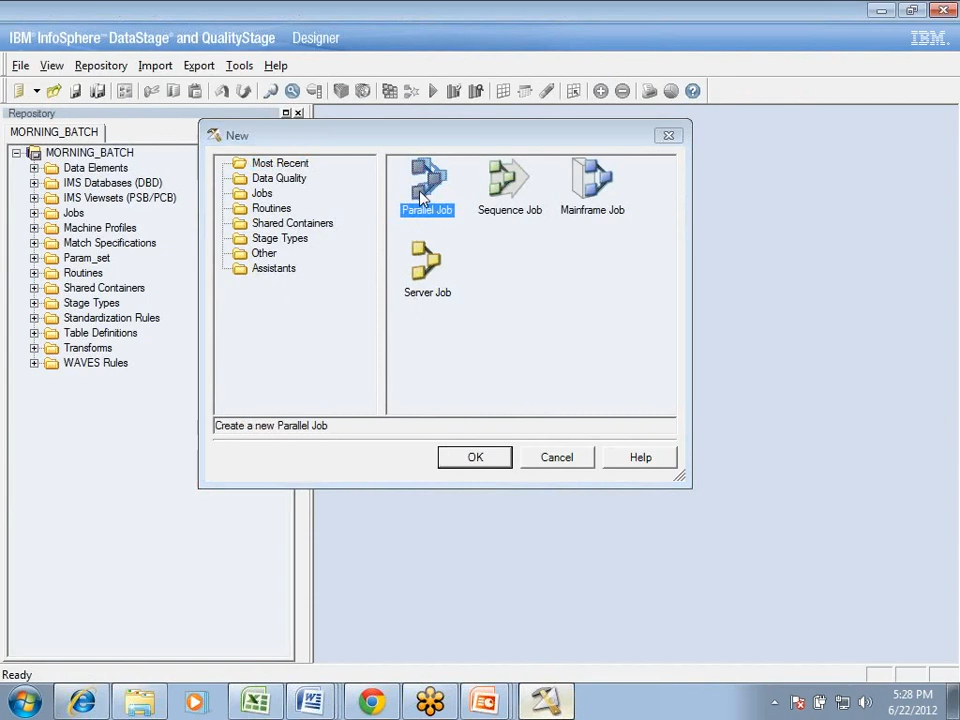 IBM® InfoSphere™ DataStage® and QualityStage Designer
IBM.
File View Repository Import Export Tools Help
Repository
MORNING_BATCH
MORNING_BATCH
Data Elements
IMS Databases (DBD)
IMS Viewsets (PSB/PCB)
Jobs
Machine Profiles
Match Specifications
Param_set
Routines
Shared Containers
Stage Types
Standardization Rules
Table Definitions
Transforms
WAVES Rules
New
Most Recent
Data Quality
Jobs
Routines
Shared Containers
Stage Types
Other
Assistants
Parallel Job Sequence Job Mainframe Job
Server Job
Create a new Parallel Job
OK Cancel Help
Ready
5:28 PM
6/22/2012